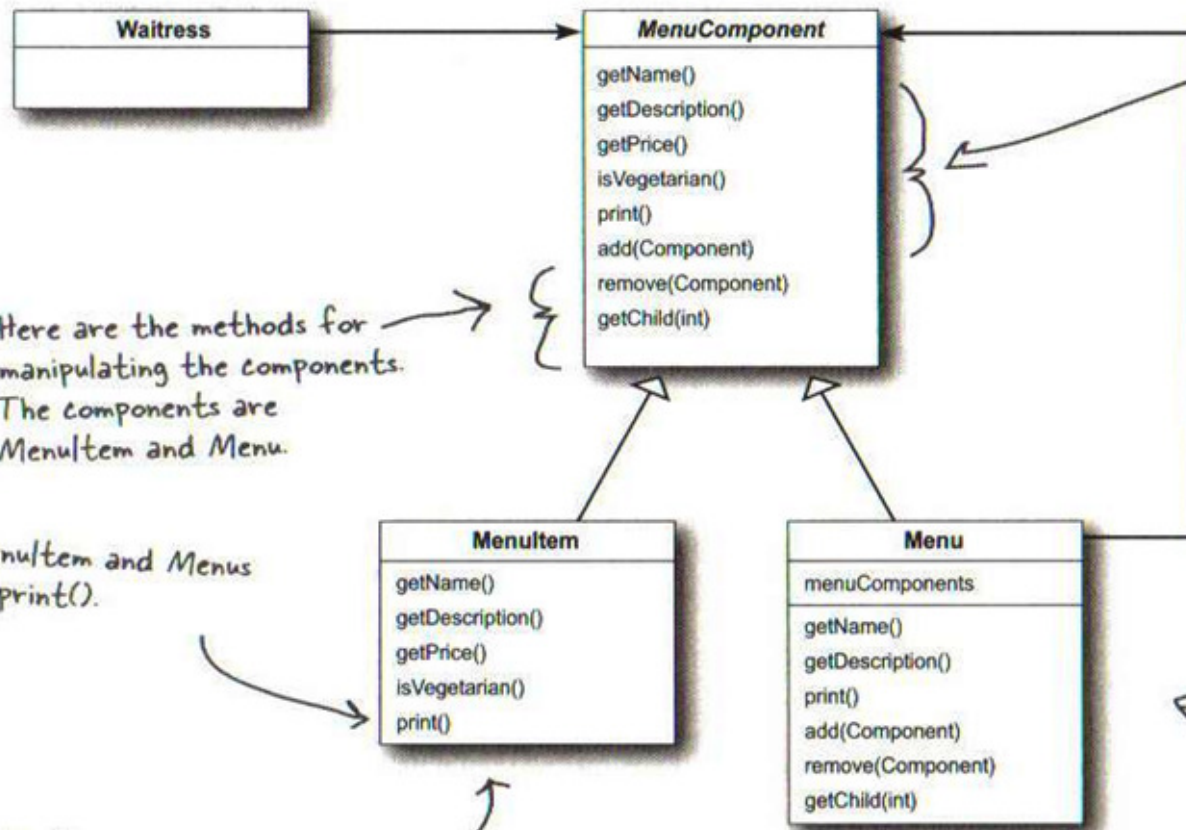 Waitress
MenuComponent
getName()
getDescription()
getPrice()
isVegetarian()
print()
add(Component)
remove(Component)
getChild(int)
Here are the methods for
manipulating the components.
The components are
MenuItem and Menu.
nuItem and Menus
print().
MenuItem
getName()
getDescription()
getPrice()
isVegetarian()
print()
Menu
menuComponents
getName()
getDescription()
print()
add(Component)
remove(Component)
getChild(int)